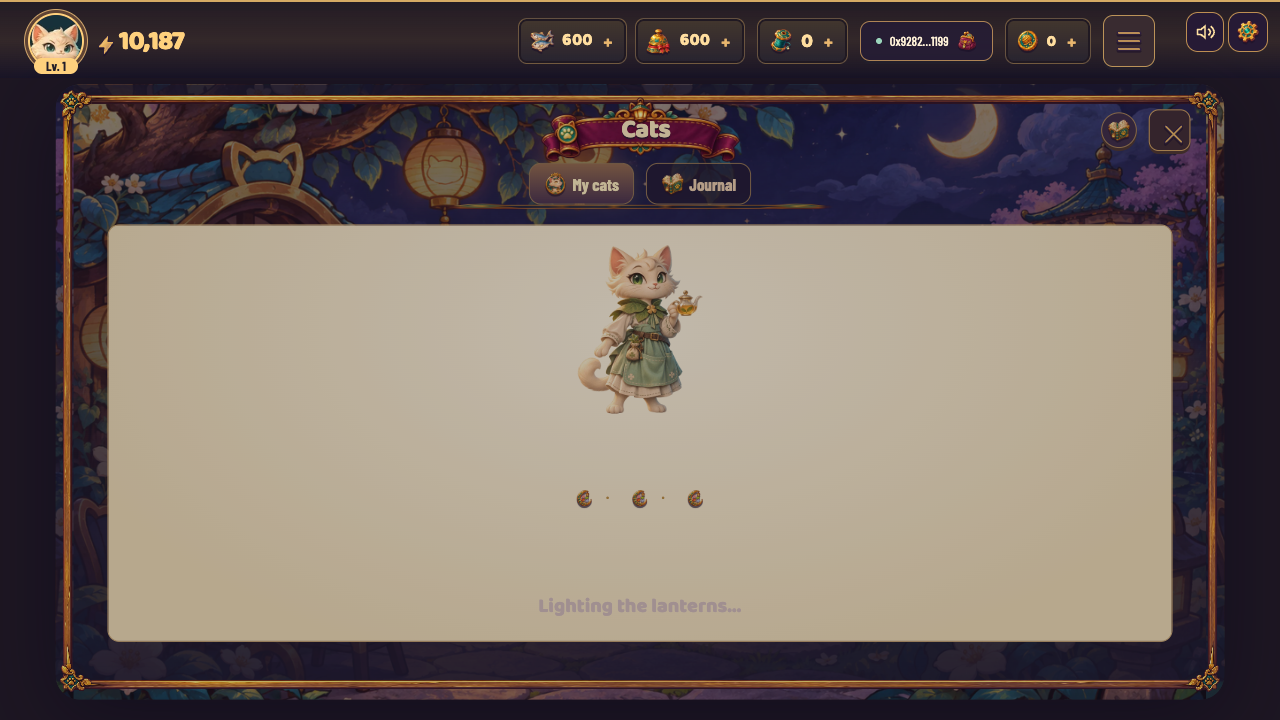 Lv. 1
10,187
600 +
600 +
0 +
0x9282...1199
0 +
Cats
My cats
Journal
Lighting the lanterns...